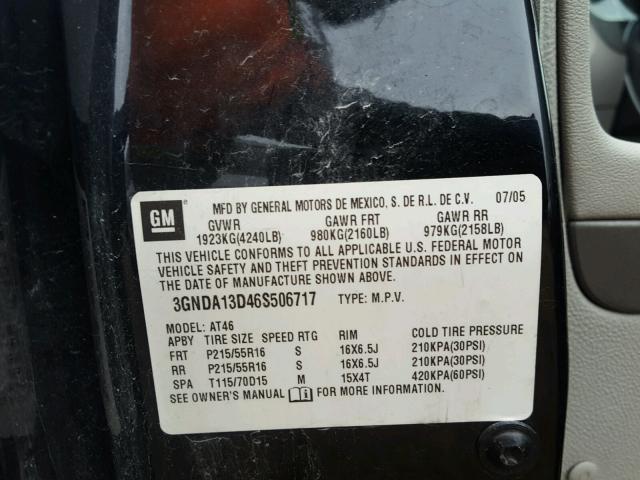 GM
MFD BY GENERAL MOTORS DE MEXICO, S. DE R.L. DE C.V. 07/05
GVWR GAWR FRT GAWR RR
1923KG(4240LB) 980KG(2160LB) 979KG(2158LB)
THIS VEHICLE CONFORMS TO ALL APPLICABLE U.S. FEDERAL MOTOR
VEHICLE SAFETY AND THEFT PREVENTION STANDARDS IN EFFECT ON
THE DATE OF MANUFACTURE SHOWN ABOVE.
3GNDA13D46S506717 TYPE: M.P.V.
MODEL: AT46
APBY TIRE SIZE SPEED RTG RIM COLD TIRE PRESSURE
FRT P215/55R16 S 16X6.5J 210KPA(30PSI)
RR P215/55R16 S 16X6.5J 210KPA(30PSI)
SPA T115/70D15 M 15X4T 420KPA(60PSI)
SEE OWNER'S MANUAL FOR MORE INFORMATION.